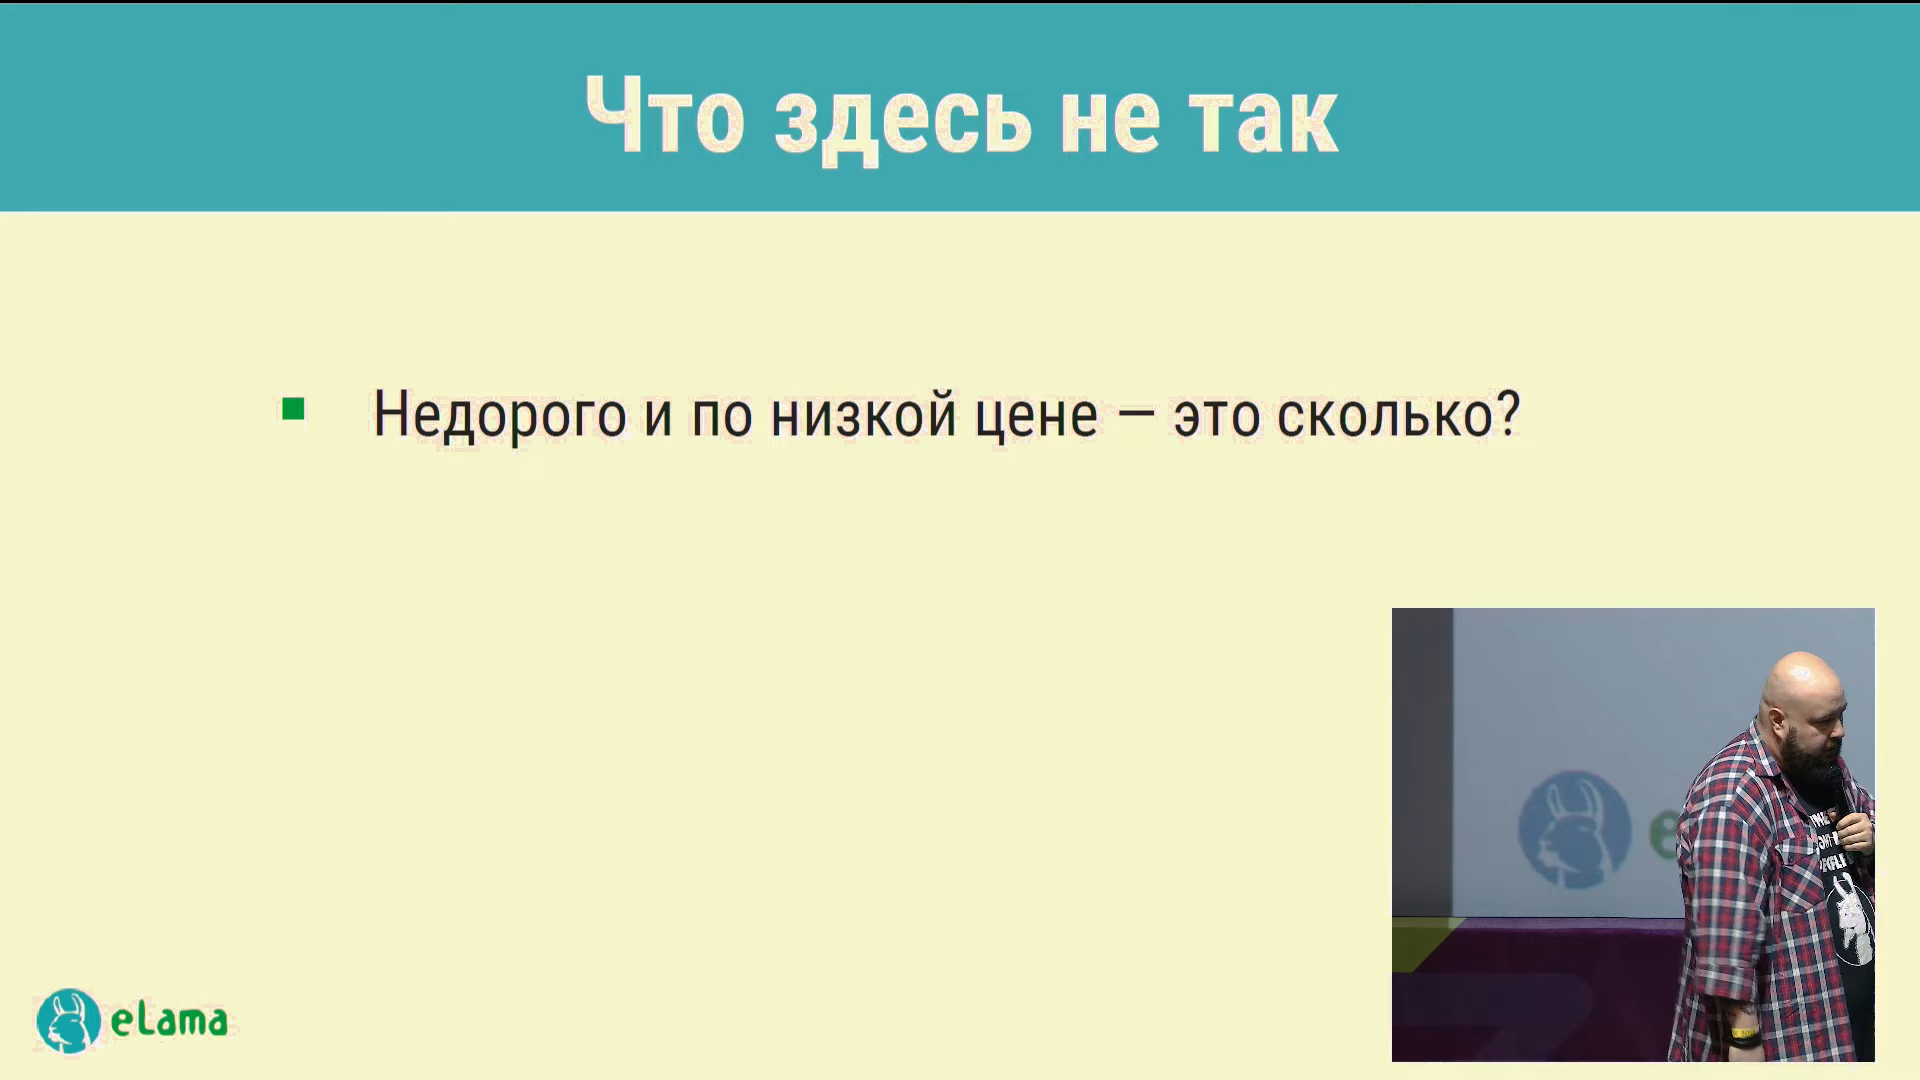 Что здесь не так
Недорого и по низкой цене — это сколько?
eLama
e